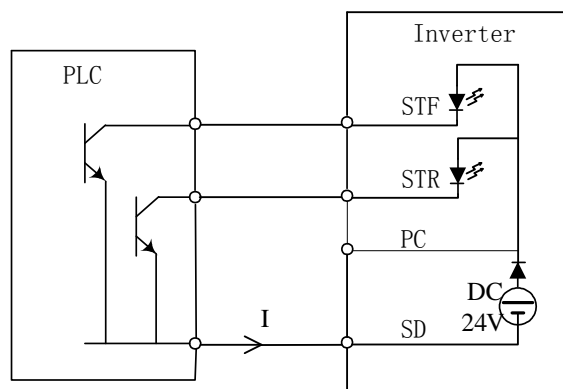 Inverter
PLC
STF
STR
PC
DC
24V
I
SD